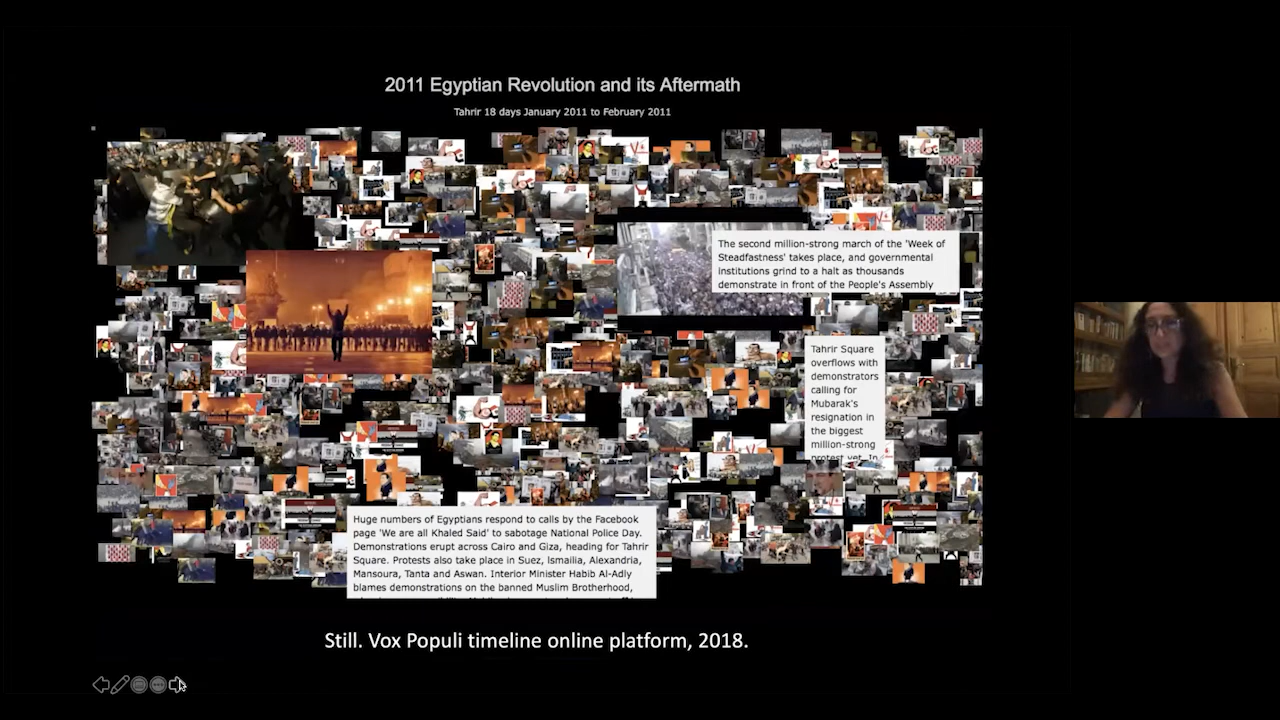 2011 Egyptian Revolution and its Aftermath
Tahrir 18 days January 2011 to February 2011
The second million-strong march of the 'Week of
Steadfastness' takes place, and governmental
institutions grind to a halt as thousands
demonstrate in front of the People's Assembly
Tahrir Square
overflows with
demonstrators
calling for
Mubarak's
resignation in
the biggest
million-strong
protest yet. In
Huge numbers of Egyptians respond to calls by the Facebook
page 'We are all Khaled Said' to sabotage National Police Day.
Demonstrations erupt across Cairo and Giza, heading for Tahrir
Square. Protests also take place in Suez, Ismailia, Alexandria,
Mansoura, Tanta and Aswan. Interior Minister Habib Al-Adly
blames demonstrations on the banned Muslim Brotherhood,
Still. Vox Populi timeline online platform, 2018.